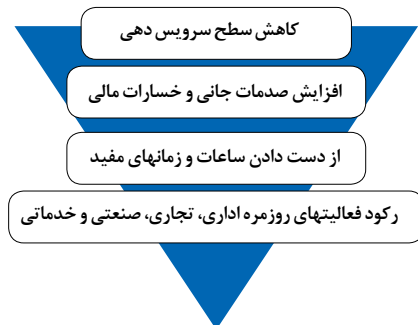 کاهش سطح سرویس دهی
افزایش صدمات جانی و خسارات مالی
از دست دادن ساعات و زمانهای مفید
رکود فعالیتهای روزمره اداری، تجاری، صنعتی و خدماتی